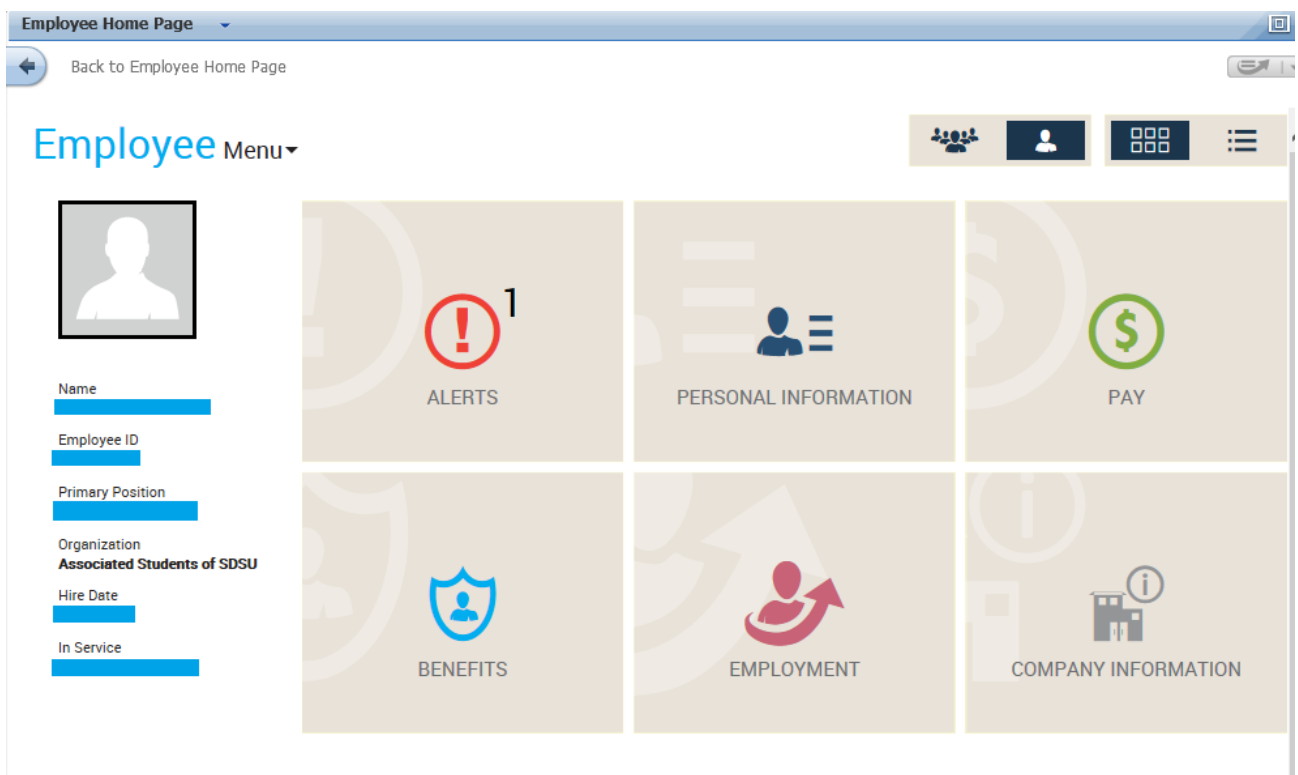 Employee Home Page
Back to Employee Home Page
Employee Menu
Name
Employee ID
Primary Position
Organization
Associated Students of SDSU
Hire Date
In Service
1
ALERTS
PERSONAL INFORMATION
PAY
BENEFITS
EMPLOYMENT
COMPANY INFORMATION